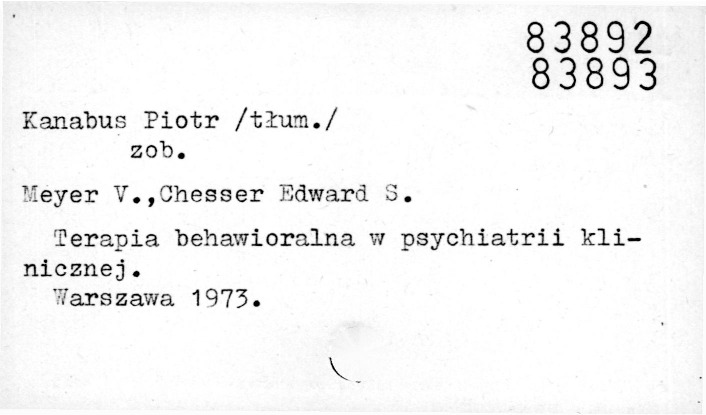 83892
83893
Kanabus Piotr /tłum./
zob.
Meyer V.,Chesser Edward S.
Terapia behawioralna w psychiatrii kli-
nicznej.
Warszawa 1973.